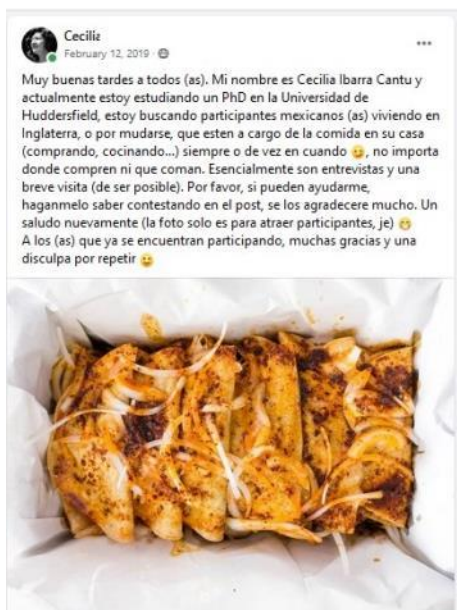 Cecilia
February 12, 2019 ·
Muy buenas tardes a todos (as). Mi nombre es Cecilia Ibarra Cantu y
actualmente estoy estudiando un PhD en la Universidad de
Huddersfield, estoy buscando participantes mexicanos (as) viviendo en
Inglaterra, o por mudarse, que esten a cargo de la comida en su casa
(comprando, cocinando...) siempre o de vez en cuando 😉, no importa
donde compren ni que coman. Esencialmente son entrevistas y una
breve visita (de ser posible). Por favor, si pueden ayudarme,
haganmelo saber contestando en el post, se los agradecere mucho. Un
saludo nuevamente (la foto solo es para atraer participantes, je) 🤭
A los (as) que ya se encuentran participando, muchas gracias y una
disculpa por repetir 😉